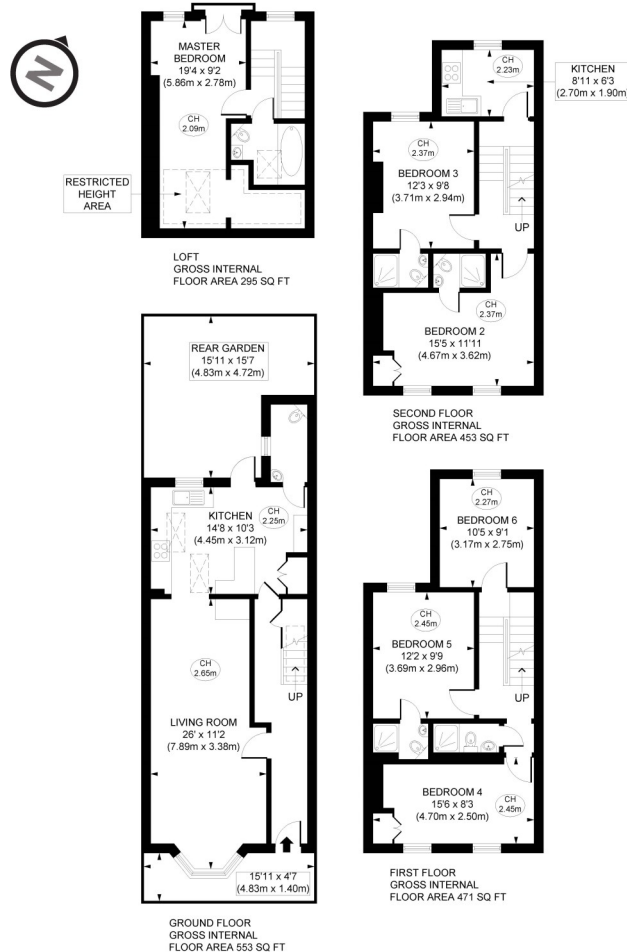 N
MASTER
BEDROOM
19'4 x 9'2
(5.86m x 2.78m)
CH
2.09m
RESTRICTED
HEIGHT
AREA
LOFT
GROSS INTERNAL
FLOOR AREA 295 SQ FT
CH
2.23m
KITCHEN
8'11 x 6'3
(2.70m x 1.90m)
CH
2.37m
BEDROOM 3
12'3 x 9'8
(3.71m x 2.94m)
UP
CH
2.37m
BEDROOM 2
15'5 x 11'11
(4.67m x 3.62m)
SECOND FLOOR
GROSS INTERNAL
FLOOR AREA 453 SQ FT
REAR GARDEN
15'11 x 15'7
(4.83m x 4.72m)
KITCHEN
14'8 x 10'3
(4.45m x 3.12m)
CH
2.25m
CH
2.65m
UP
LIVING ROOM
26' x 11'2
(7.89m x 3.38m)
15'11 x 4'7
(4.83m x 1.40m)
GROUND FLOOR
GROSS INTERNAL
FLOOR AREA 553 SQ FT
CH
2.27m
BEDROOM 6
10'5 x 9'1
(3.17m x 2.75m)
CH
2.45m
BEDROOM 5
12'2 x 9'9
(3.69m x 2.96m)
UP
BEDROOM 4
15'6 x 8'3
(4.70m x 2.50m)
CH
2.45m
FIRST FLOOR
GROSS INTERNAL
FLOOR AREA 471 SQ FT